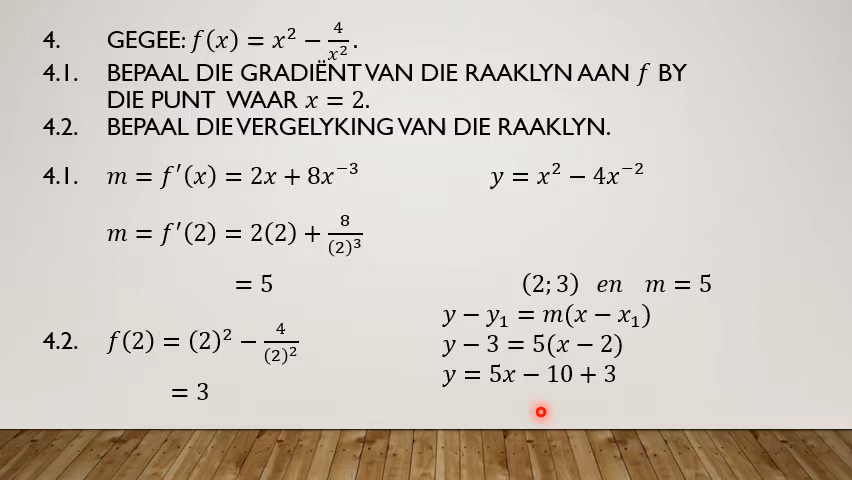 4. GEGEE: f(x) = x² − 4/x².
4.1. BEPAAL DIE GRADIËNT VAN DIE RAAKLYN AAN f BY
DIE PUNT WAAR x = 2.
4.2. BEPAAL DIE VERGELYKING VAN DIE RAAKLYN.
4.1. m = f′(x) = 2x + 8x⁻³
y = x² − 4x⁻²
m = f′(2) = 2(2) + 8/(2)³
= 5
4.2. f(2) = (2)² − 4/(2)²
= 3
(2; 3) en m = 5
y − y₁ = m(x − x₁)
y − 3 = 5(x − 2)
y = 5x − 10 + 3